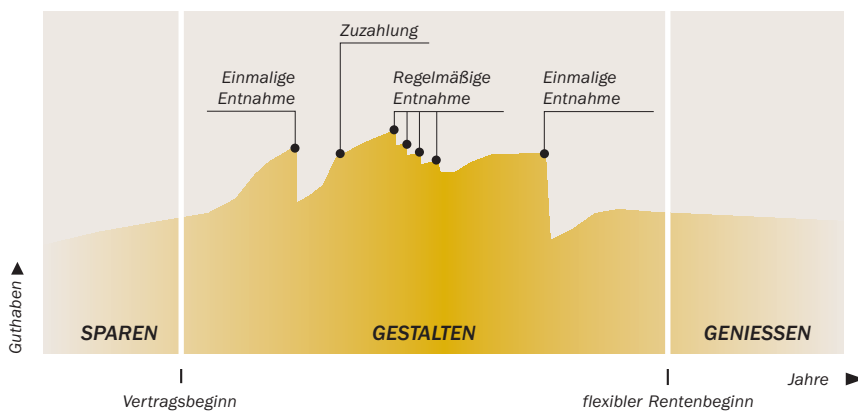 Zuzahlung
Einmalige
Entnahme
Regelmäßige
Entnahme
Einmalige
Entnahme
Guthaben
SPAREN
GESTALTEN
GENIESSEN
Jahre
Vertragsbeginn
flexibler Rentenbeginn